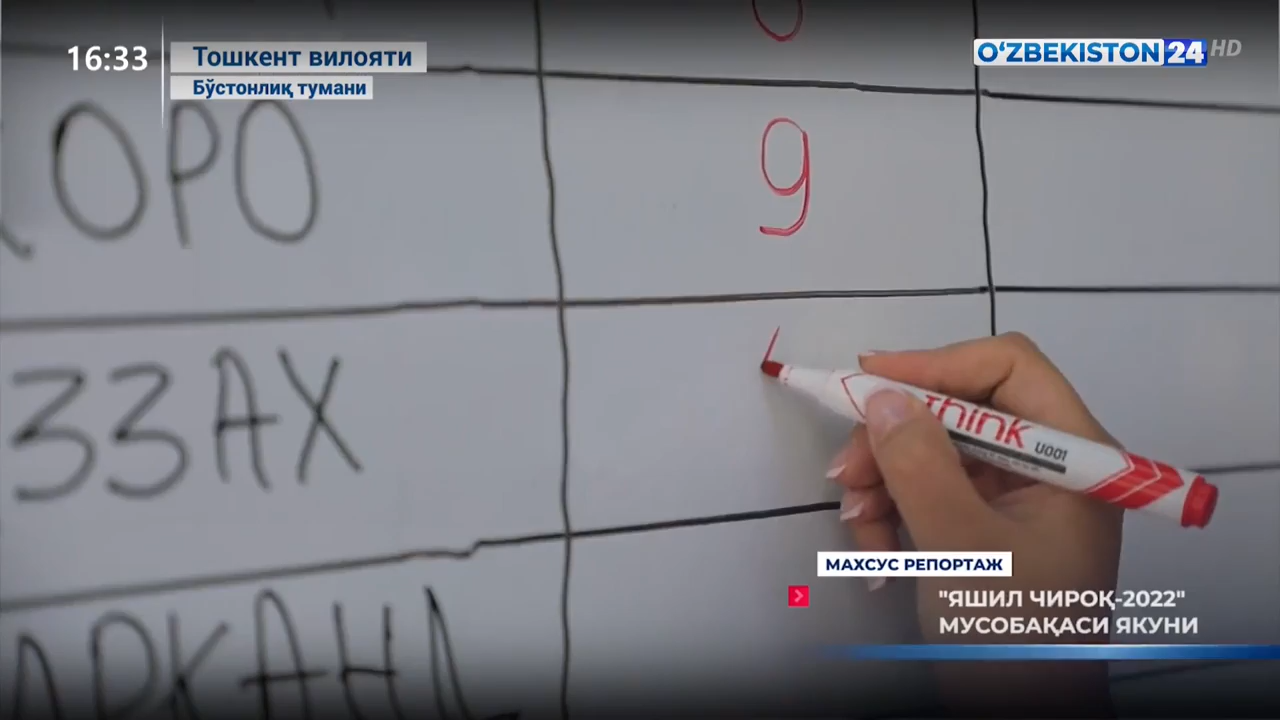 16:33
Тошкент вилояти
Бўстонлиқ тумани
O‘ZBEKISTON 24 HD
ОРО
9
ЗЗАХ
Think U001
АРКАНД
МАХСУС РЕПОРТАЖ
"ЯШИЛ ЧИРОҚ-2022"
МУСОБАҚАСИ ЯКУНИ